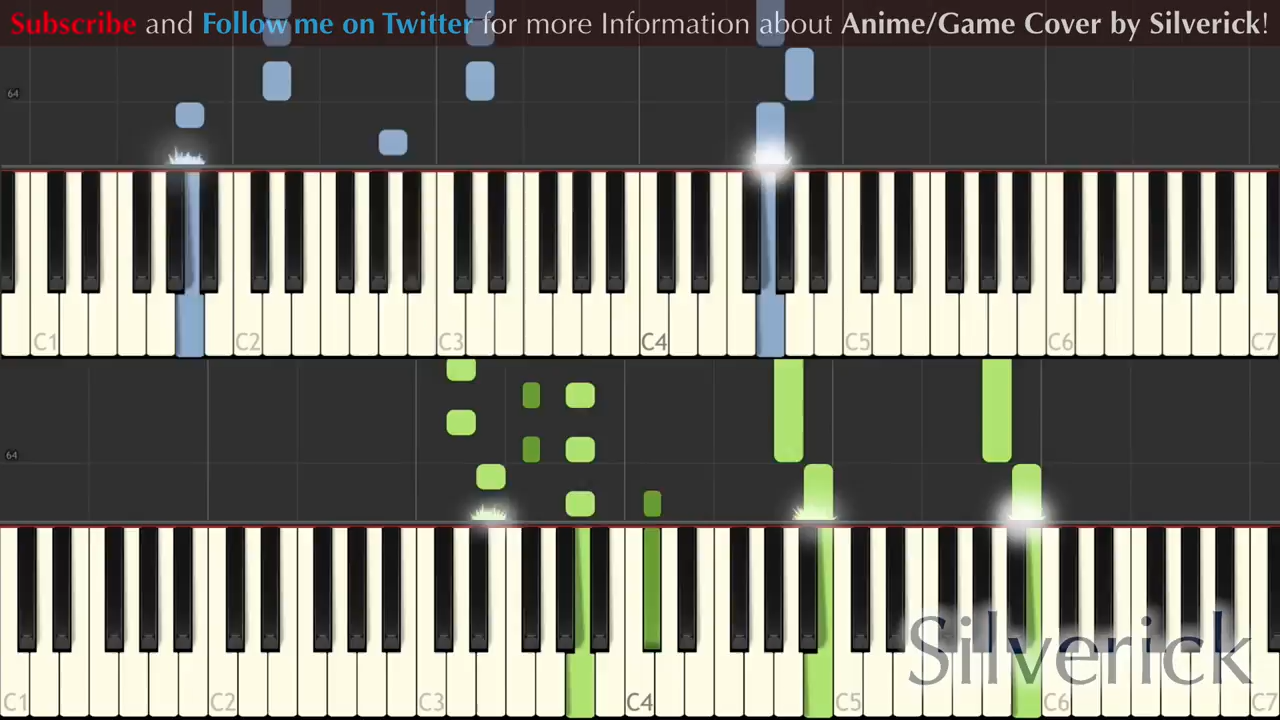 Subscribe and Follow me on Twitter for more Information about Anime/Game Cover by Silverick!
64
C1 C2 C3 C4 C5 C6 C7
64
C1 C2 C3 C4 C5 C6 C7
Silverick